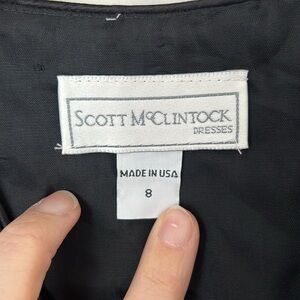 SCOTT MCCLINTOCK
DRESSES
MADE IN USA
8